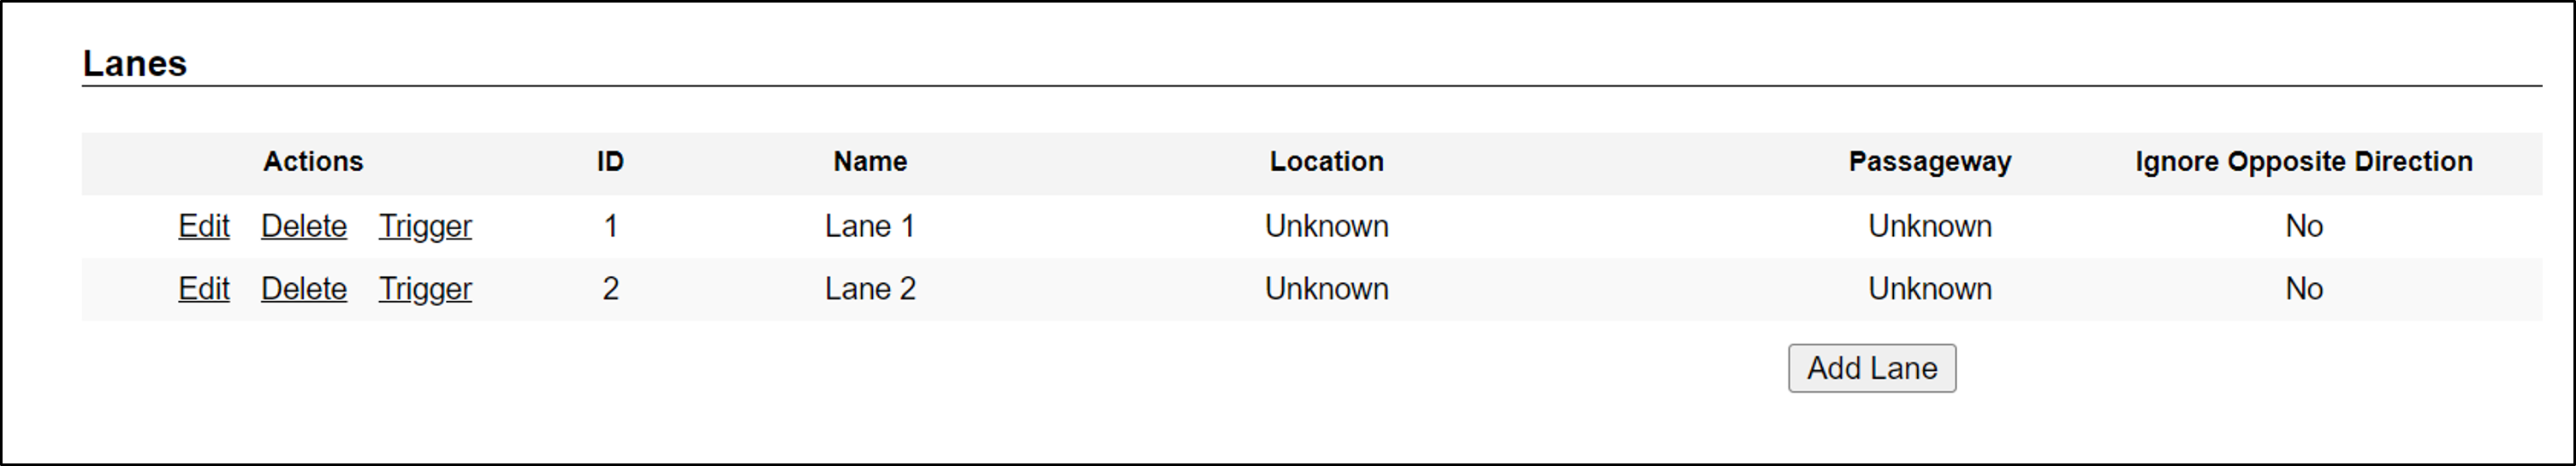 Lanes
Actions ID Name Location Passageway Ignore Opposite Direction
Edit Delete Trigger 1 Lane 1 Unknown Unknown No
Edit Delete Trigger 2 Lane 2 Unknown Unknown No
Add Lane